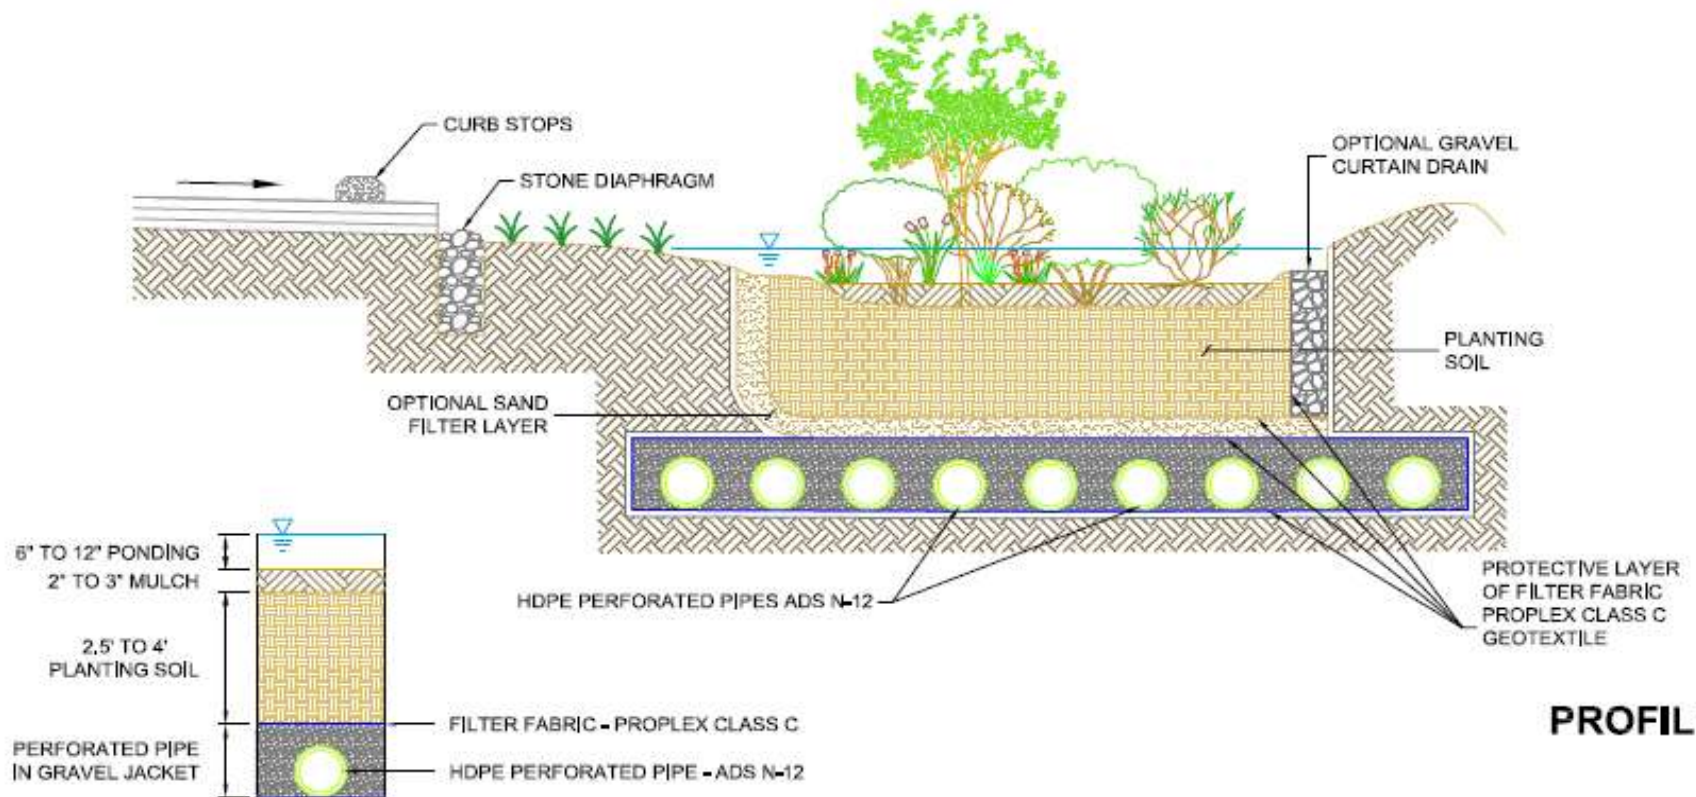 CURB STOPS
STONE DIAPHRAGM
OPTIONAL GRAVEL
CURTAIN DRAIN
PLANTING
SOIL
OPTIONAL SAND
FILTER LAYER
6" TO 12" PONDING
2" TO 3" MULCH
2.5' TO 4'
PLANTING SOIL
PERFORATED PIPE
IN GRAVEL JACKET
HDPE PERFORATED PIPES ADS N-12
FILTER FABRIC - PROPLEX CLASS C
HDPE PERFORATED PIPE - ADS N-12
PROTECTIVE LAYER
OF FILTER FABRIC
PROPLEX CLASS C
GEOTEXTILE
PROFIL